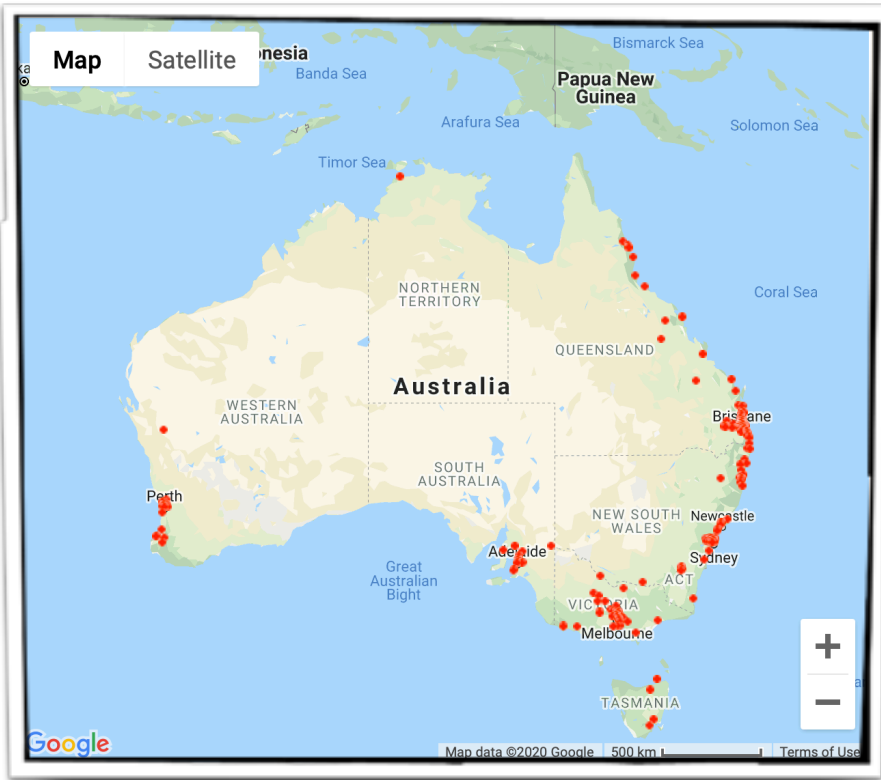 Map
Satellite
onesia
ka
Banda Sea
Bismarck Sea
Papua New
Guinea
Arafura Sea
Solomon Sea
Timor Sea
Coral Sea
NORTHERN
TERRITORY
QUEENSLAND
Australia
WESTERN
AUSTRALIA
Brisbane
SOUTH
AUSTRALIA
Perth
NEW SOUTH
WALES
Newcastle
Adelaide
Sydney
Great
Australian
Bight
ACT
VICTORIA
Melbourne
TASMANIA
+
−
Google
Map data ©2020 Google
500 km
Terms of Use